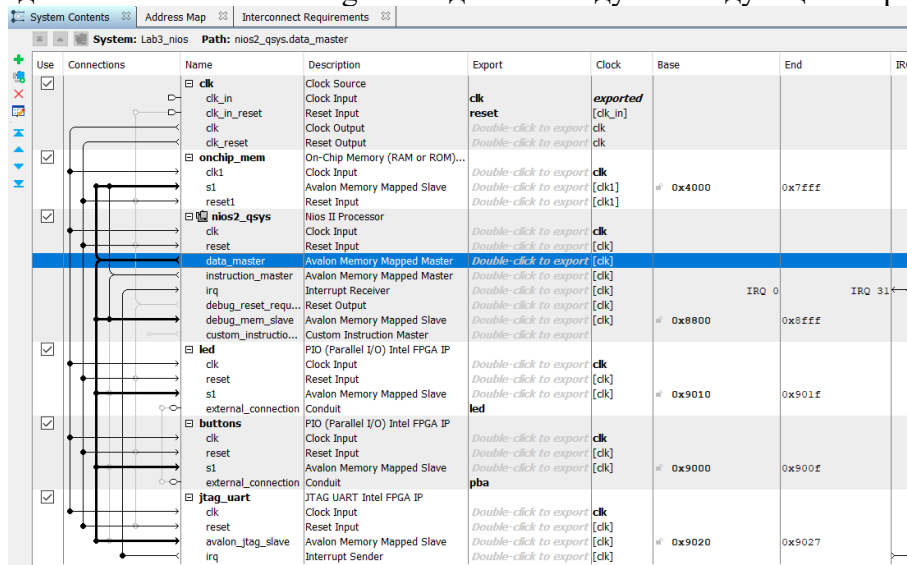 System Contents Address Map Interconnect Requirements
System: Lab3_nios Path: nios2_qsys.data_master
Use Connections Name Description Export Clock Base End
clk Clock Source
clk_in Clock Input clk exported
clk_in_reset Reset Input reset [clk_in]
clk Clock Output Double-click to export clk
clk_reset Reset Output Double-click to export clk
onchip_mem On-Chip Memory (RAM or ROM)...
clk1 Clock Input Double-click to export clk
s1 Avalon Memory Mapped Slave Double-click to export [clk1] 0x4000 0x7fff
reset1 Reset Input Double-click to export [clk1]
nios2_qsys Nios II Processor
clk Clock Input Double-click to export clk
reset Reset Input Double-click to export [clk]
data_master Avalon Memory Mapped Master Double-click to export [clk]
instruction_master Avalon Memory Mapped Master Double-click to export [clk]
irq Interrupt Receiver Double-click to export [clk] IRQ 0 IRQ 31
debug_reset_requ... Reset Output Double-click to export [clk]
debug_mem_slave Avalon Memory Mapped Slave Double-click to export [clk] 0x8800 0x8fff
custom_instructio... Custom Instruction Master Double-click to export
led PIO (Parallel I/O) Intel FPGA IP
clk Clock Input Double-click to export clk
reset Reset Input Double-click to export [clk]
s1 Avalon Memory Mapped Slave Double-click to export [clk] 0x9010 0x901f
external_connection Conduit led
buttons PIO (Parallel I/O) Intel FPGA IP
clk Clock Input Double-click to export clk
reset Reset Input Double-click to export [clk]
s1 Avalon Memory Mapped Slave Double-click to export [clk] 0x9000 0x900f
external_connection Conduit pba
jtag_uart JTAG UART Intel FPGA IP
clk Clock Input Double-click to export clk
reset Reset Input Double-click to export [clk]
avalon_jtag_slave Avalon Memory Mapped Slave Double-click to export [clk] 0x9020 0x9027
irq Interrupt Sender Double-click to export [clk]